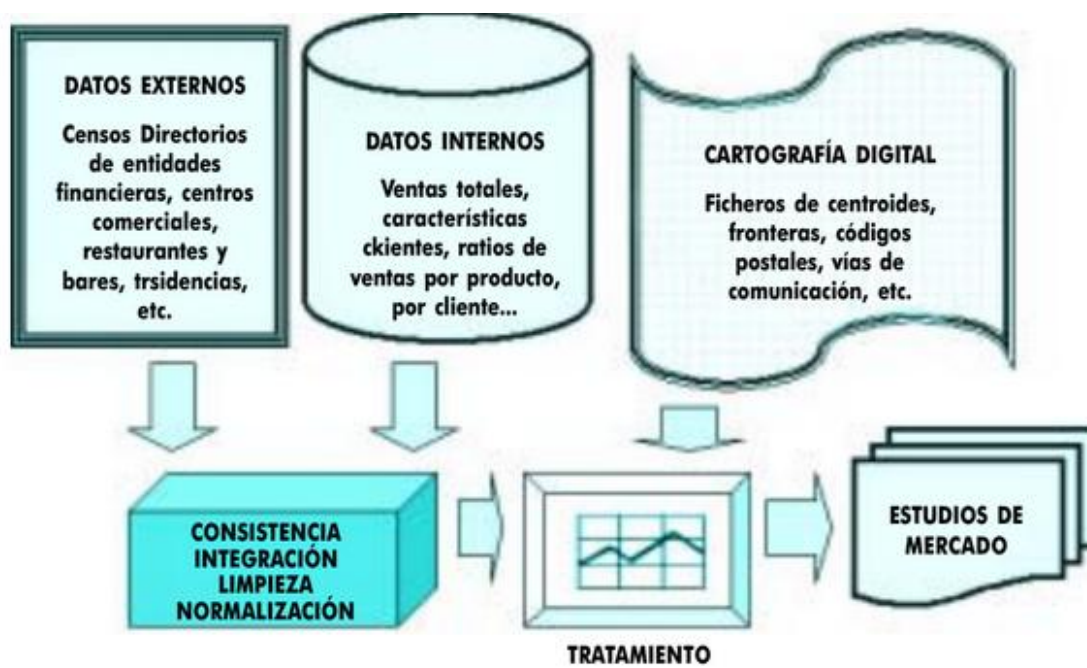 DATOS EXTERNOS
Censos Directorios
de entidades
financieras, centros
comerciales,
restaurantes y
bares, trsidencias,
etc.
DATOS INTERNOS
Ventas totales,
características
ckientes, ratios de
ventas por producto,
por cliente...
CARTOGRAFÍA DIGITAL
Ficheros de centroides,
fronteras, códigos
postales, vías de
comunicación, etc.
CONSISTENCIA
INTEGRACIÓN
LIMPIEZA
NORMALIZACIÓN
TRATAMIENTO
ESTUDIOS DE
MERCADO